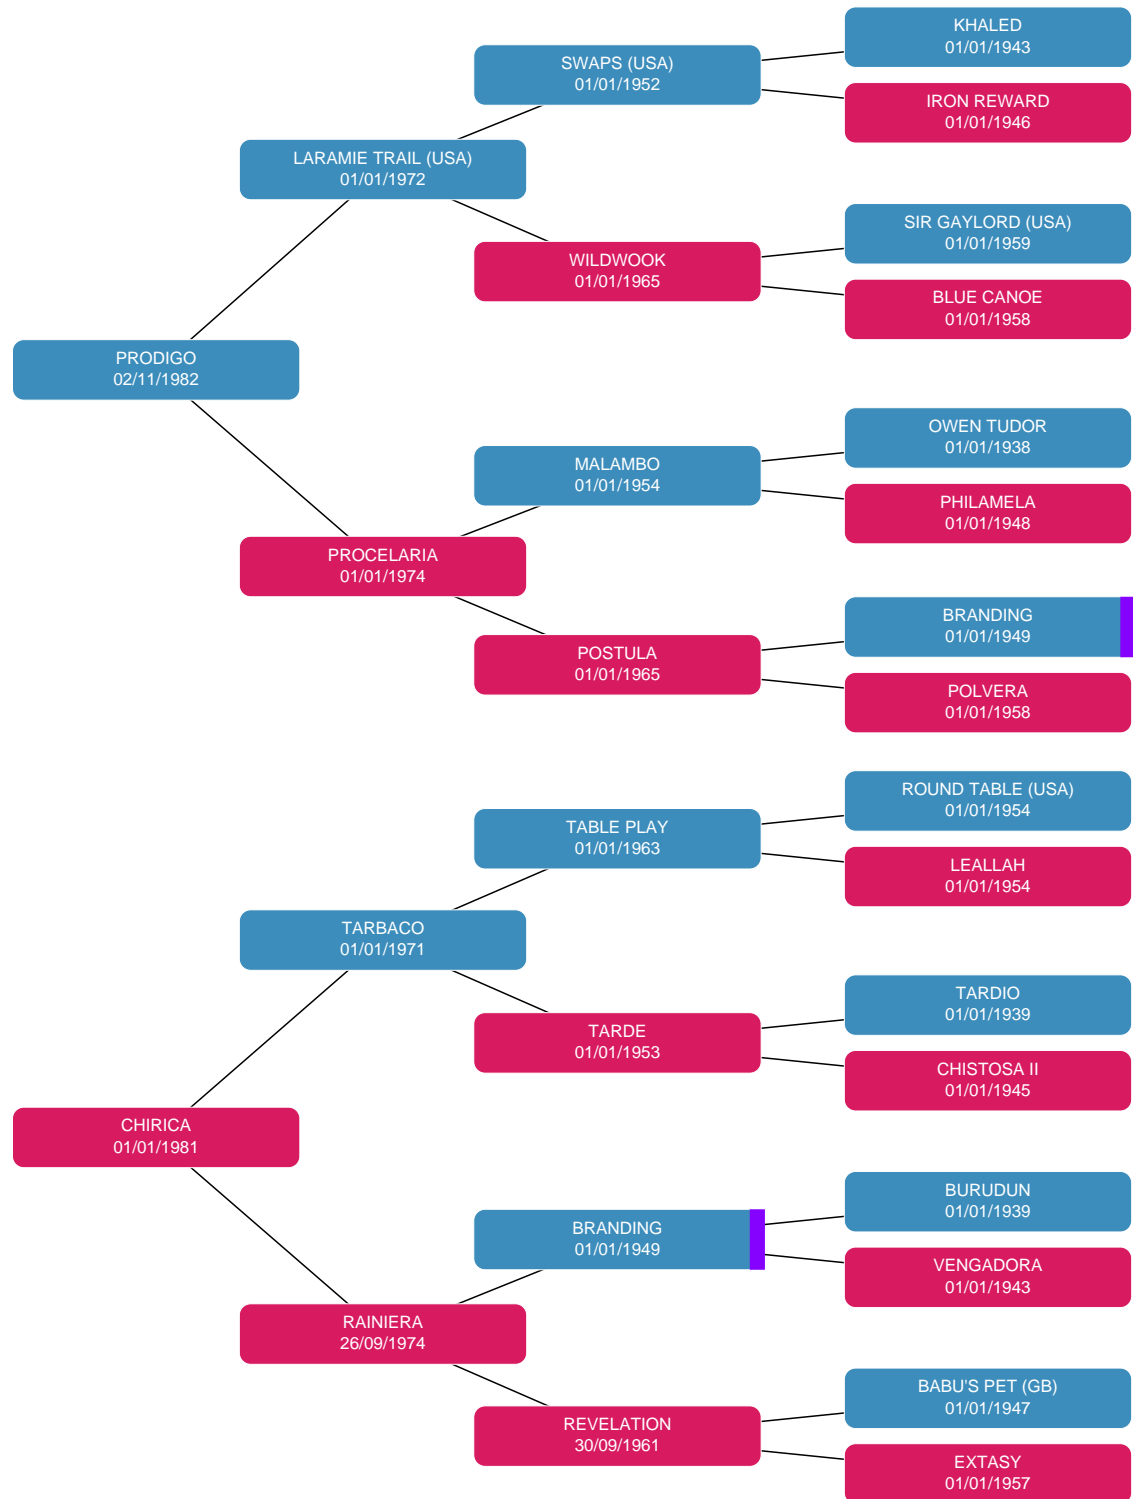 KHALED
01/01/1943
SWAPS (USA)
01/01/1952
IRON REWARD
01/01/1946
LARAMIE TRAIL (USA)
01/01/1972
SIR GAYLORD (USA)
01/01/1959
WILDWOOK
01/01/1965
BLUE CANOE
01/01/1958
PRODIGO
02/11/1982
OWEN TUDOR
01/01/1938
MALAMBO
01/01/1954
PHILAMELA
01/01/1948
PROCELARIA
01/01/1974
BRANDING
01/01/1949
POSTULA
01/01/1965
POLVERA
01/01/1958
ROUND TABLE (USA)
01/01/1954
TABLE PLAY
01/01/1963
LEALLAH
01/01/1954
TARBACO
01/01/1971
TARDIO
01/01/1939
TARDE
01/01/1953
CHISTOSA II
01/01/1945
CHIRICA
01/01/1981
BURUDUN
01/01/1939
BRANDING
01/01/1949
VENGADORA
01/01/1943
RAINIERA
26/09/1974
BABU'S PET (GB)
01/01/1947
REVELATION
30/09/1961
EXTASY
01/01/1957